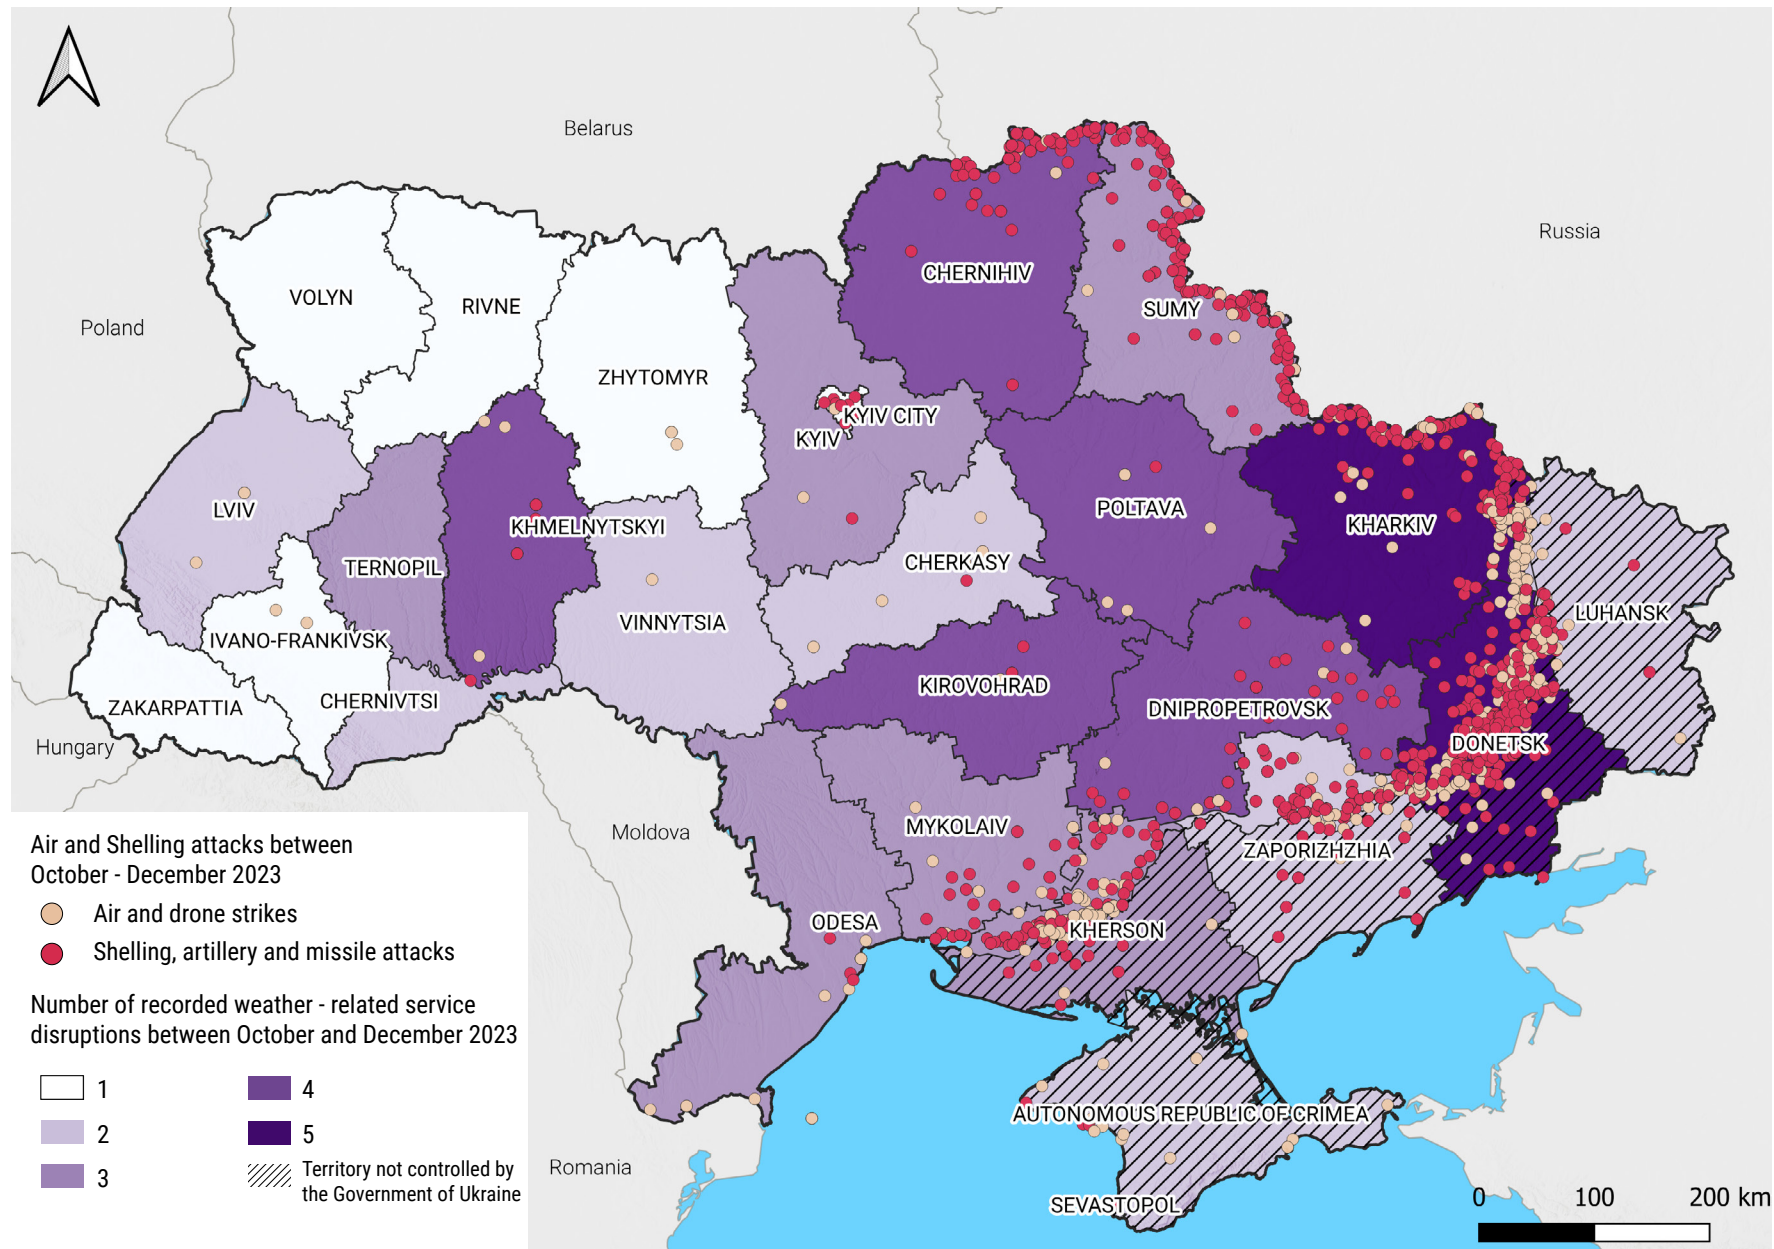 Belarus
Russia
Poland
VOLYN
RIVNE
ZHYTOMYR
CHERNIHIV
SUMY
KYIV CITY
KYIV
LVIV
KHMELNYTSKYI
TERNOPIL
POLTAVA
KHARKIV
CHERKASY
VINNYTSIA
LUHANSK
IVANO-FRANKIVSK
ZAKARPATTIA
CHERNIVTSI
KIROVOHRAD
DNIPROPETROVSK
DONETSK
Hungary
Moldova
MYKOLAIV
ZAPORIZHZHIA
ODESA
KHERSON
AUTONOMOUS REPUBLIC OF CRIMEA
Romania
SEVASTOPOL
Air and Shelling attacks between
October - December 2023
Air and drone strikes
Shelling, artillery and missile attacks
Number of recorded weather - related service
disruptions between October and December 2023
1
2
3
4
5
Territory not controlled by
the Government of Ukraine
0 100 200 km